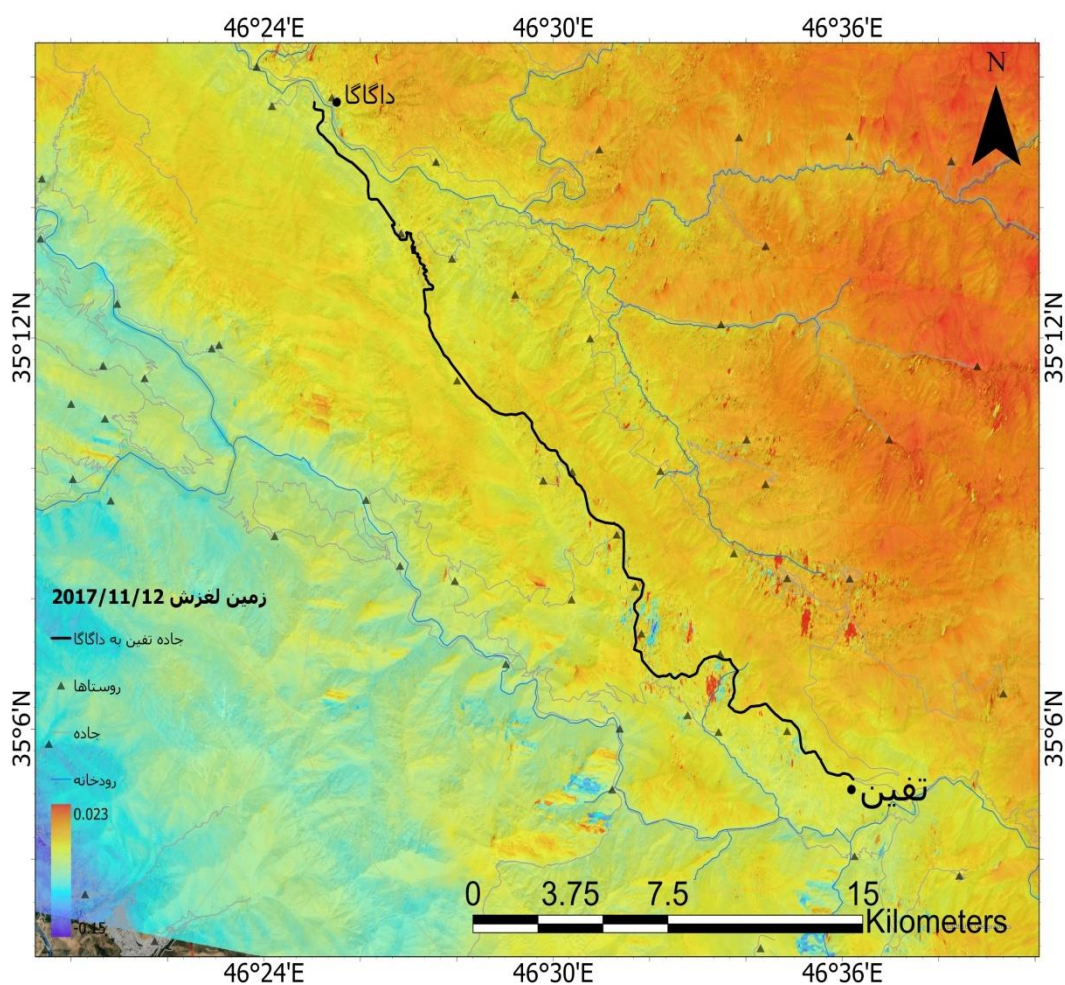 46°24'E 46°30'E 46°36'E
N
داگاگا
35°12'N 35°12'N
زمین لغزش 2017/11/12
جاده تفین به داگاگا
روستاها
جاده
رودخانه
35°6'N 35°6'N
تفین
0.023
-0.15
0 3.75 7.5 15
Kilometers
46°24'E 46°30'E 46°36'E